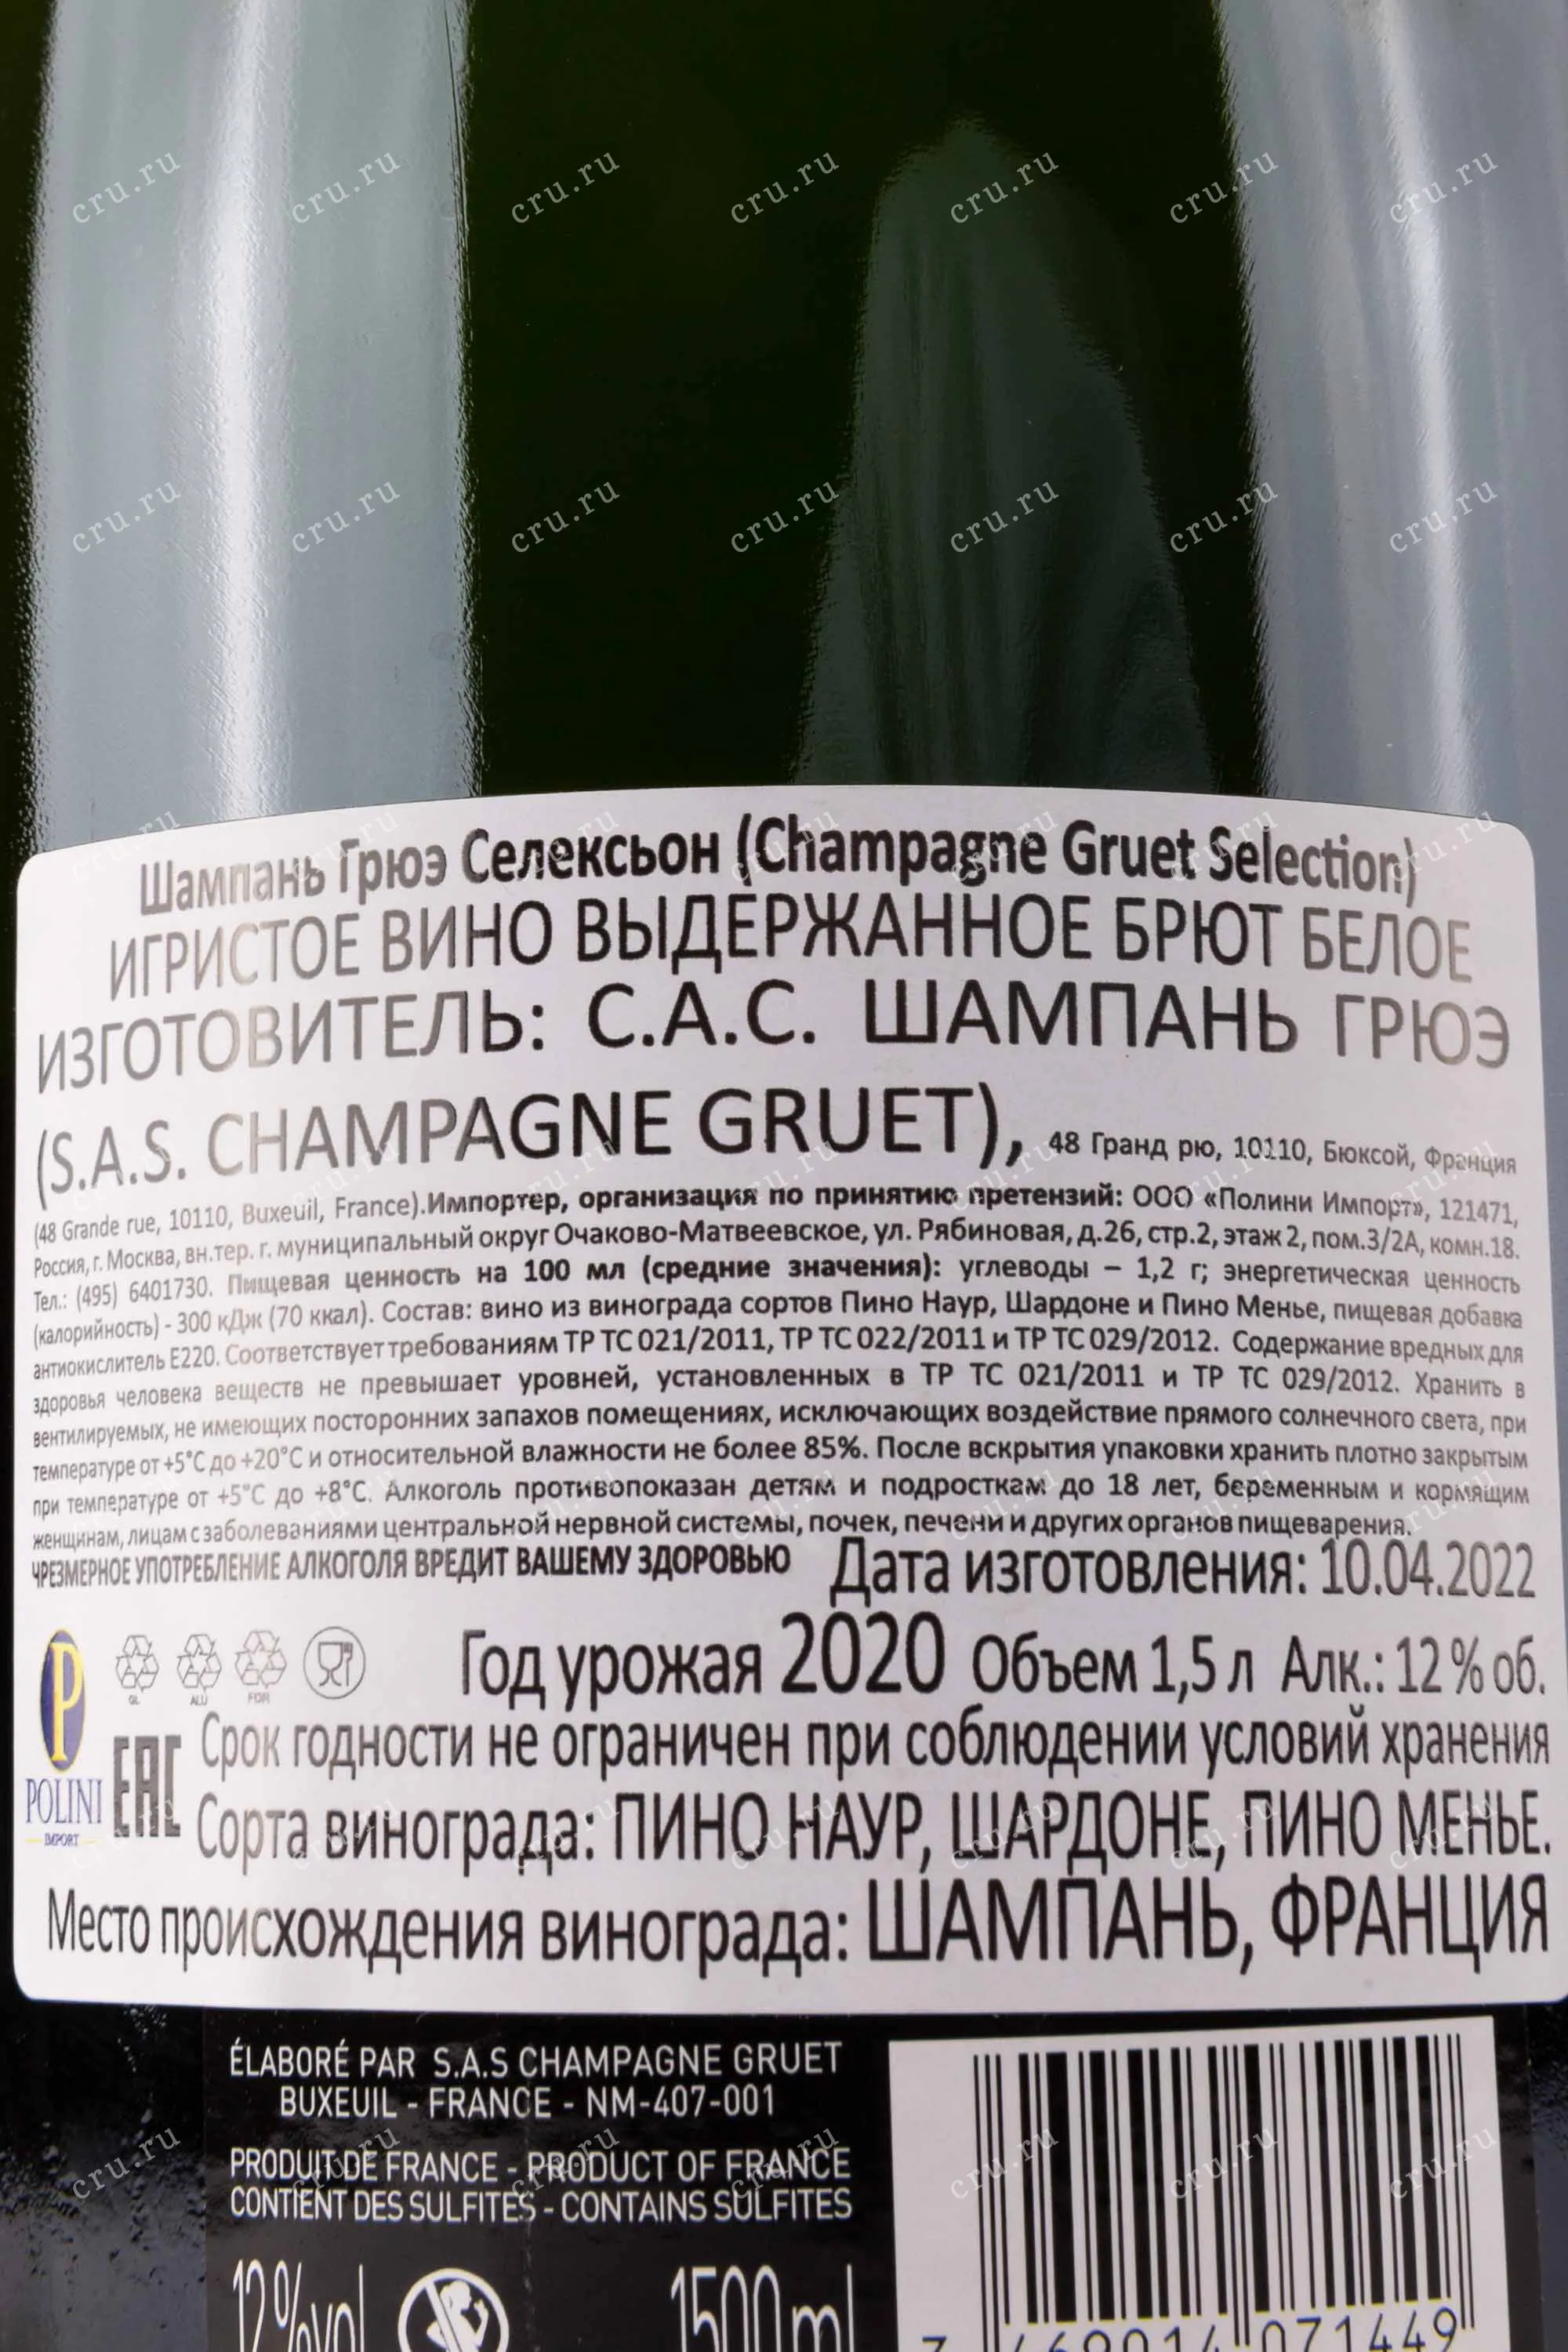 Шампань Грюэ Селексьон (Champagne Gruet Selection)
ИГРИСТОЕ ВИНО ВЫДЕРЖАННОЕ БРЮТ БЕЛОЕ
ИЗГОТОВИТЕЛЬ: С.А.С. ШАМПАНЬ ГРЮЭ
(S.A.S. CHAMPAGNE GRUET), 48 Гранд рю, 10110, Бюксой, Франция
(48 Grande rue, 10110, Buxeuil, France).Импортер, организация по принятию претензий: ООО «Полини Импорт», 121471,
Россия, г. Москва, вн.тер. г. муниципальный округ Очаково-Матвеевское, ул. Рябиновая, д.26, стр.2, этаж 2, пом.3/2А, комн.18.
Тел.: (495) 6401730. Пищевая ценность на 100 мл (средние значения): углеводы – 1,2 г; энергетическая ценность
(калорийность) - 300 кДж (70 ккал). Состав: вино из винограда сортов Пино Наур, Шардоне и Пино Менье, пищевая добавка
антиокислитель Е220. Соответствует требованиям ТР ТС 021/2011, ТР ТС 022/2011 и ТР ТС 029/2012. Содержание вредных для
здоровья человека веществ не превышает уровней, установленных в ТР ТС 021/2011 и ТР ТС 029/2012. Хранить в
вентилируемых, не имеющих посторонних запахов помещениях, исключающих воздействие прямого солнечного света, при
температуре от +5°С до +20°С и относительной влажности не более 85%. После вскрытия упаковки хранить плотно закрытым
при температуре от +5°С до +8°С. Алкоголь противопоказан детям и подросткам до 18 лет, беременным и кормящим
женщинам, лицам с заболеваниями центральной нервной системы, почек, печени и других органов пищеварения.
ЧРЕЗМЕРНОЕ УПОТРЕБЛЕНИЕ АЛКОГОЛЯ ВРЕДИТ ВАШЕМУ ЗДОРОВЬЮ Дата изготовления: 10.04.2022
GL ALU FOR
Год урожая 2020 Объем 1,5 л Алк.: 12 % об.
Срок годности не ограничен при соблюдении условий хранения
P POLINI IMPORT EAC
Сорта винограда: ПИНО НАУР, ШАРДОНЕ, ПИНО МЕНЬЕ.
Место происхождения винограда: ШАМПАНЬ, ФРАНЦИЯ
ÉLABORÉ PAR S.A.S CHAMPAGNE GRUET
BUXEUIL - FRANCE - NM-407-001
PRODUIT DE FRANCE - PRODUCT OF FRANCE
CONTIENT DES SULFITES - CONTAINS SULFITES
12%vol 1500ml
071449
cru.ru